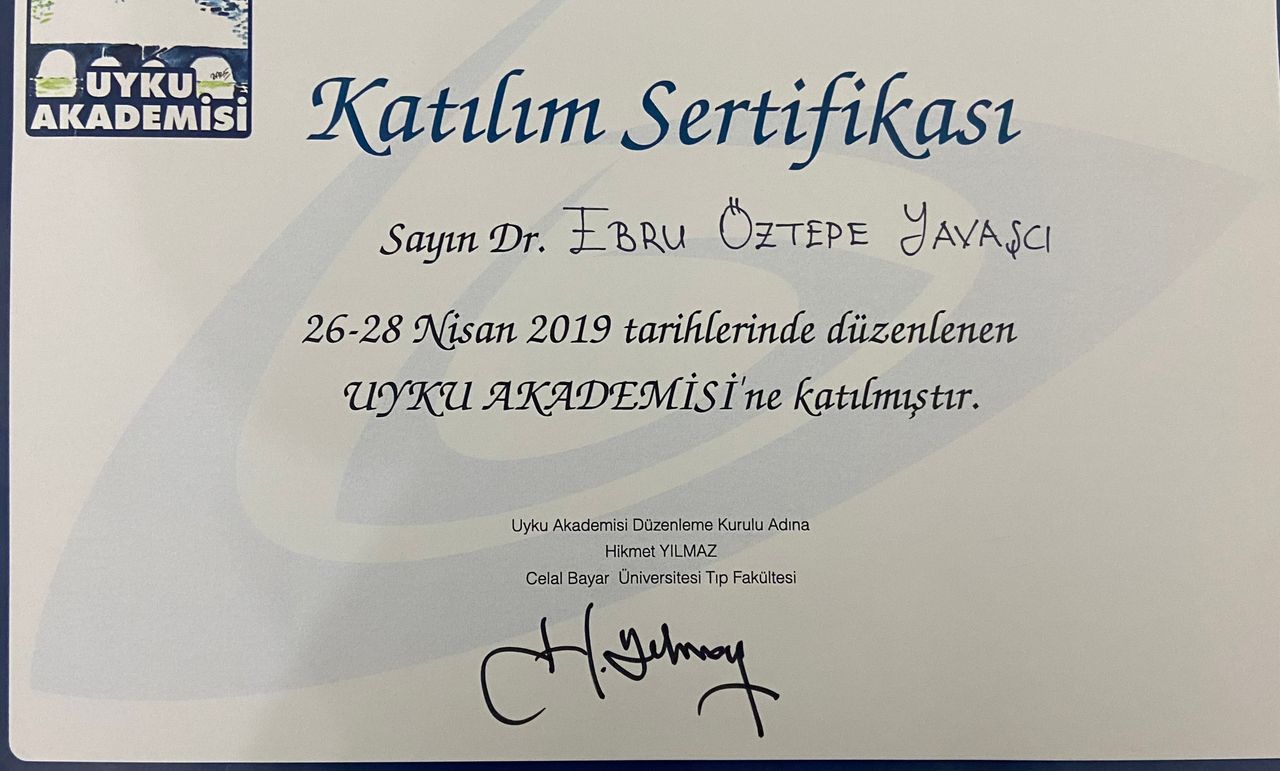 UYKU
AKADEMİSİ
Katılım Sertifikası
Sayın Dr. EBRU ÖZTEPE YAVAŞCI
26-28 Nisan 2019 tarihlerinde düzenlenen
UYKU AKADEMİSİ'ne katılmıştır.
Uyku Akademisi Düzenleme Kurulu Adına
Hikmet YILMAZ
Celal Bayar Üniversitesi Tıp Fakültesi
H. Yılmaz